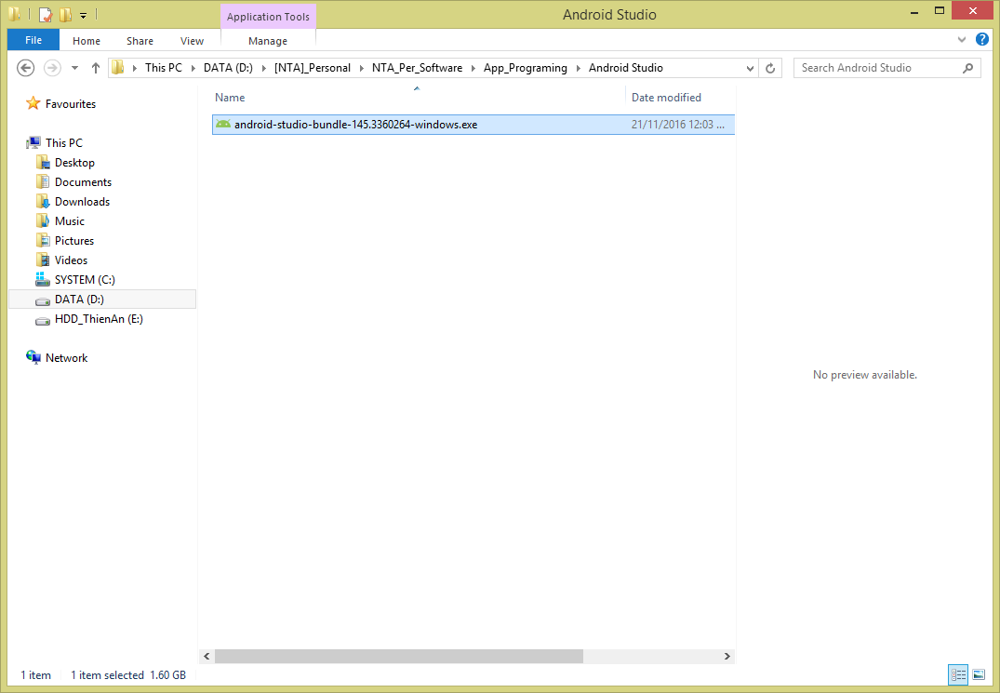 Application Tools
Android Studio
File
Home
Share
View
Manage
This PC
DATA (D:)
[NTA]_Personal
NTA_Per_Software
App_Programing
Android Studio
Search Android Studio
Favourites
This PC
Desktop
Documents
Downloads
Music
Pictures
Videos
SYSTEM (C:)
DATA (D:)
HDD_ThienAn (E:)
Network
Name
Date modified
android-studio-bundle-145.3360264-windows.exe
21/11/2016 12:03 ...
No preview available.
1 item
1 item selected 1.60 GB